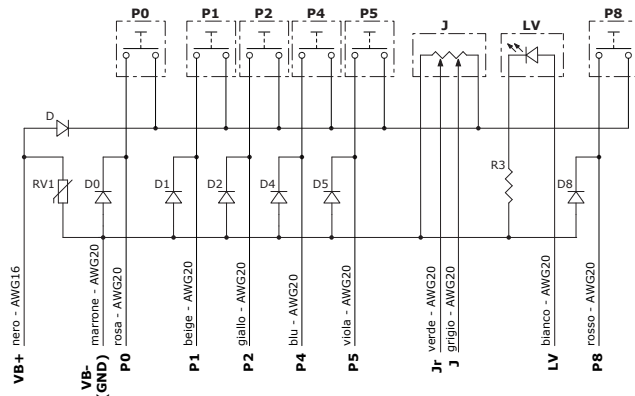 P0 P1 P2 P4 P5 J LV P8
D
RV1 D0 D1 D2 D4 D5 R3 D8
nero - AWG16
marrone - AWG20
rosa - AWG20
beige - AWG20
giallo - AWG20
blu - AWG20
viola - AWG20
verde - AWG20
grigio - AWG20
bianco - AWG20
rosso - AWG20
VB+
VB-
(GND)
P0
P1
P2
P4
P5
Jr
J
LV
P8